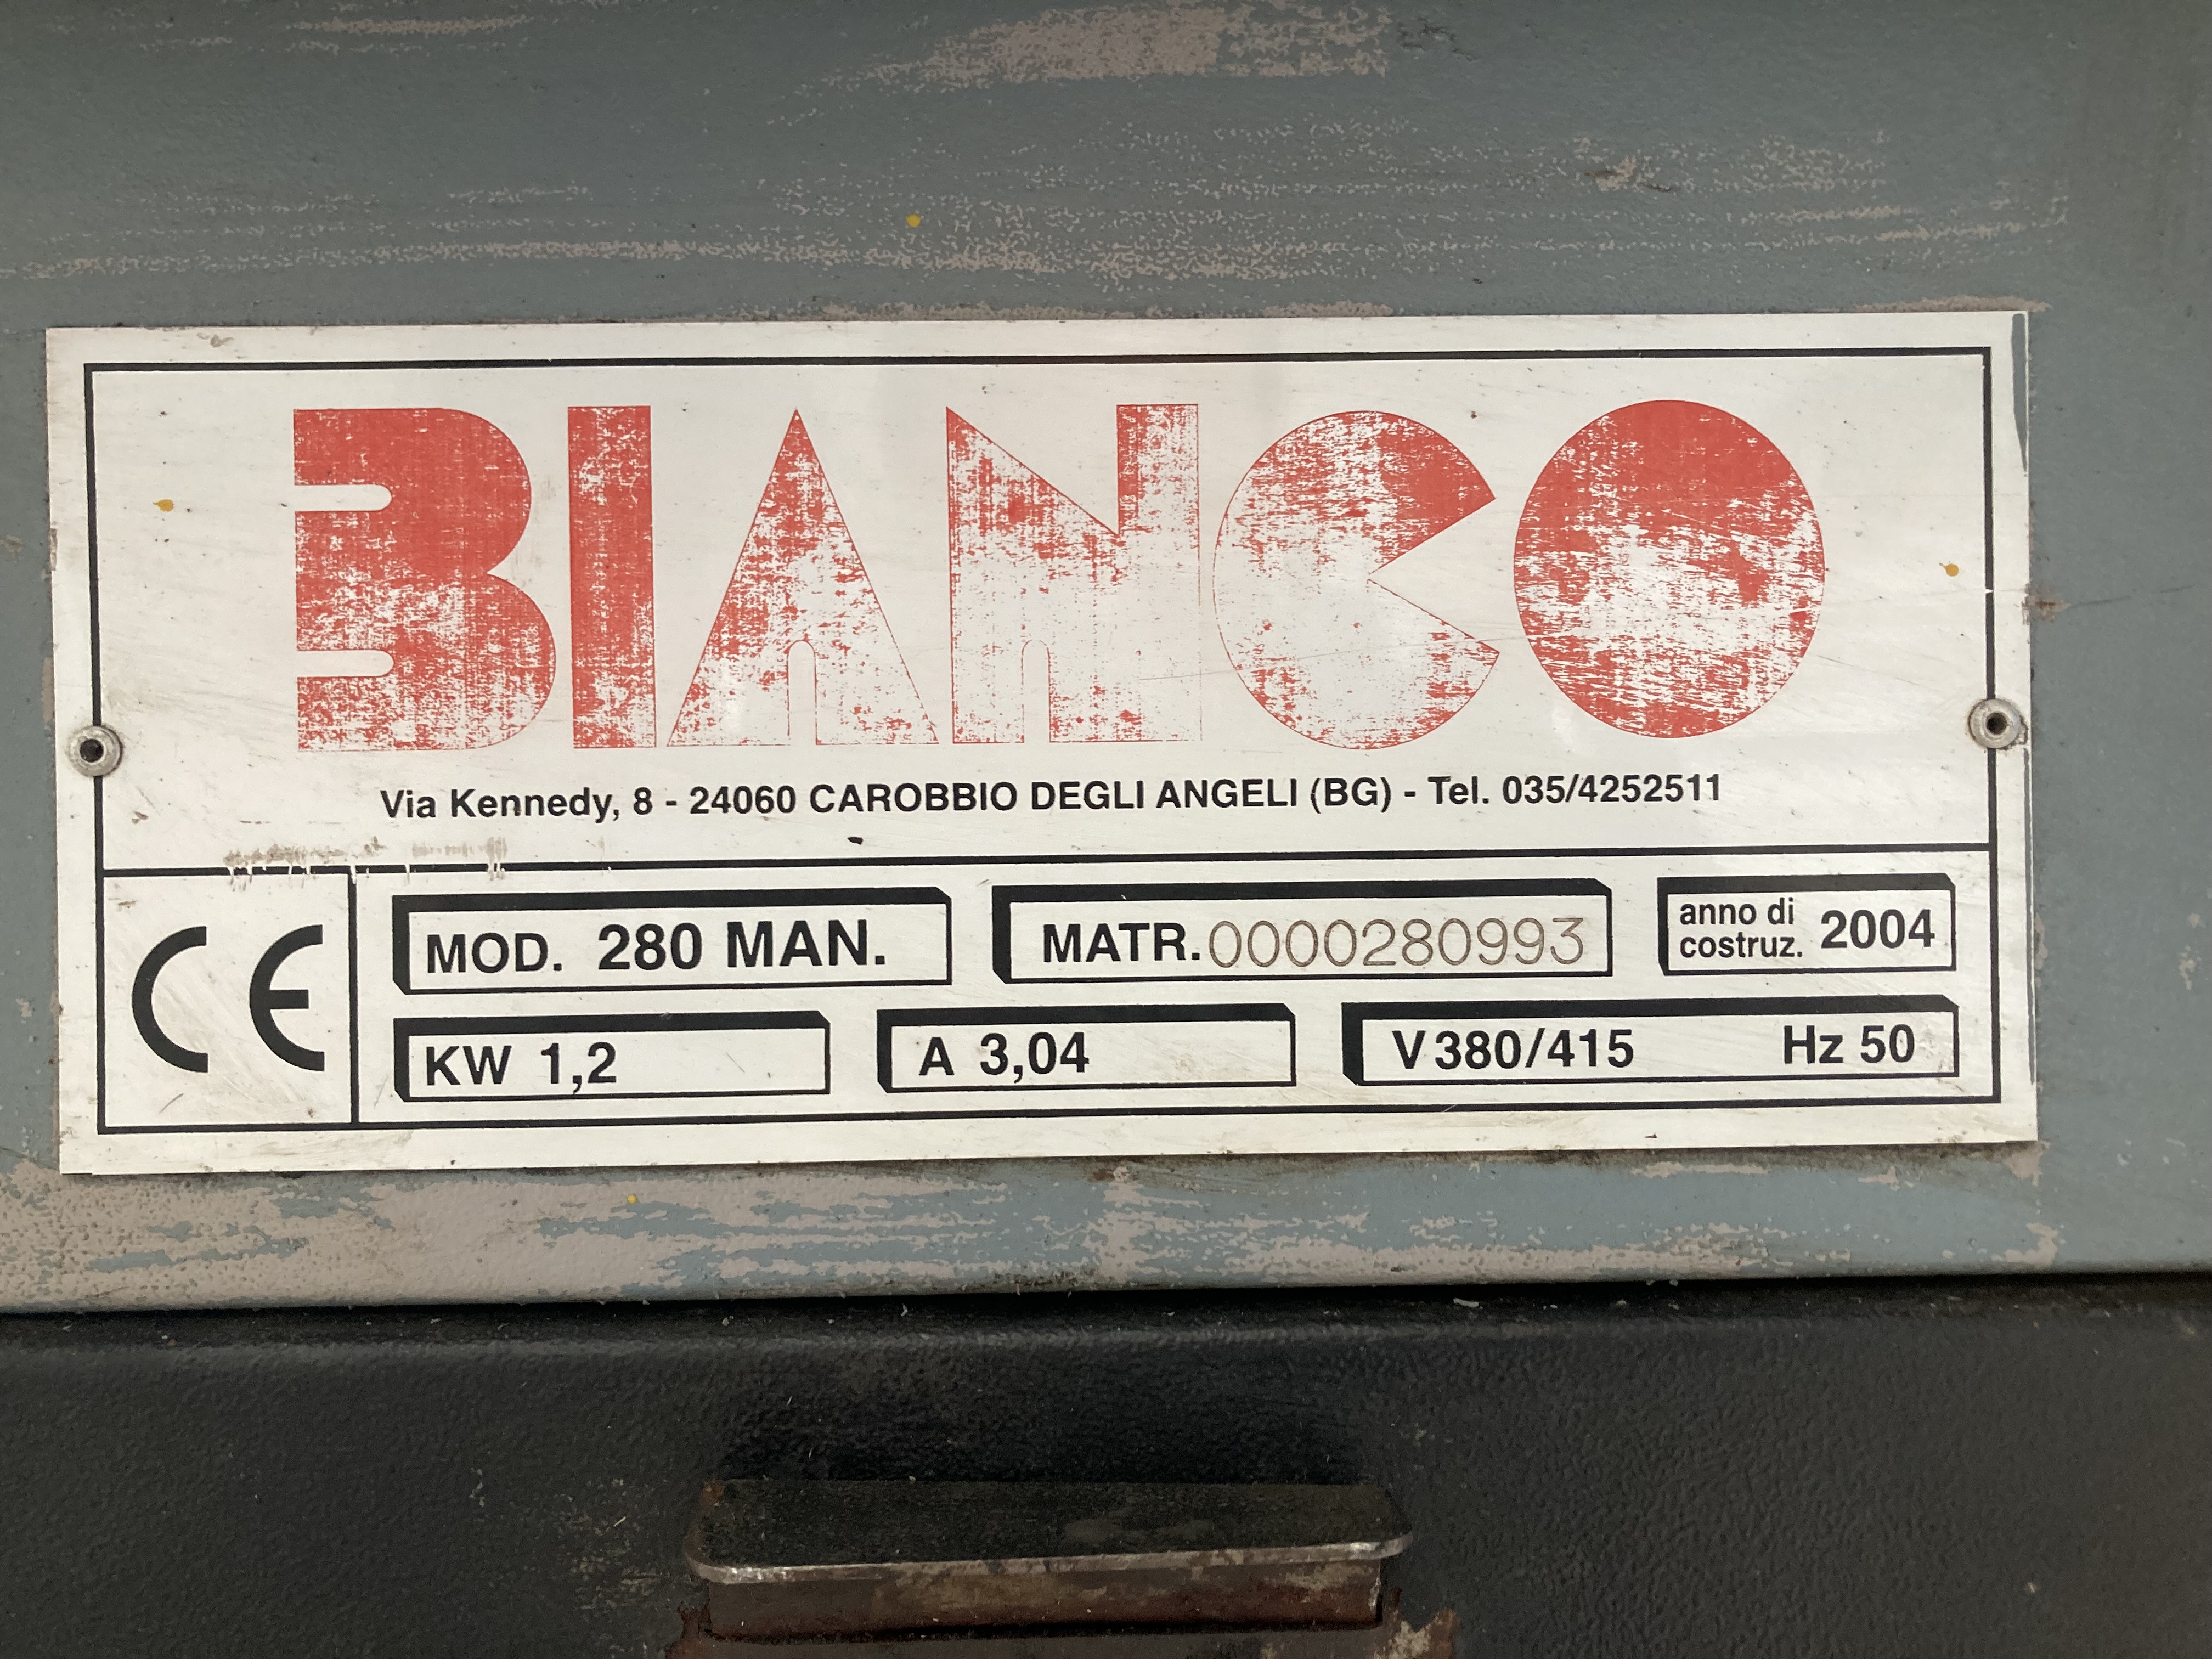 BIANCO
Via Kennedy, 8 - 24060 CAROBBIO DEGLI ANGELI (BG) - Tel. 035/4252511
CE
MOD. 280 MAN.
MATR. 0000280993
anno di costruz. 2004
KW 1,2
A 3,04
V 380/415 Hz 50